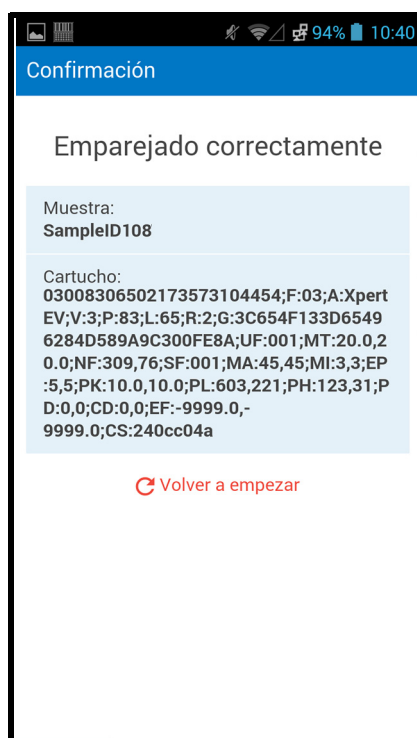 94% 10:40
Confirmación
Emparejado correctamente
Muestra:
SampleID108
Cartucho:
03008306502173573104454;F:03;A:Xpert
EV;V:3;P:83;L:65;R:2;G:3C654F133D6549
6284D589A9C300FE8A;UF:001;MT:20.0,2
0.0;NF:309,76;SF:001;MA:45,45;MI:3,3;EP
:5,5;PK:10.0,10.0;PL:603,221;PH:123,31;P
D:0,0;CD:0,0;EF:-9999.0,-
9999.0;CS:240cc04a
Volver a empezar